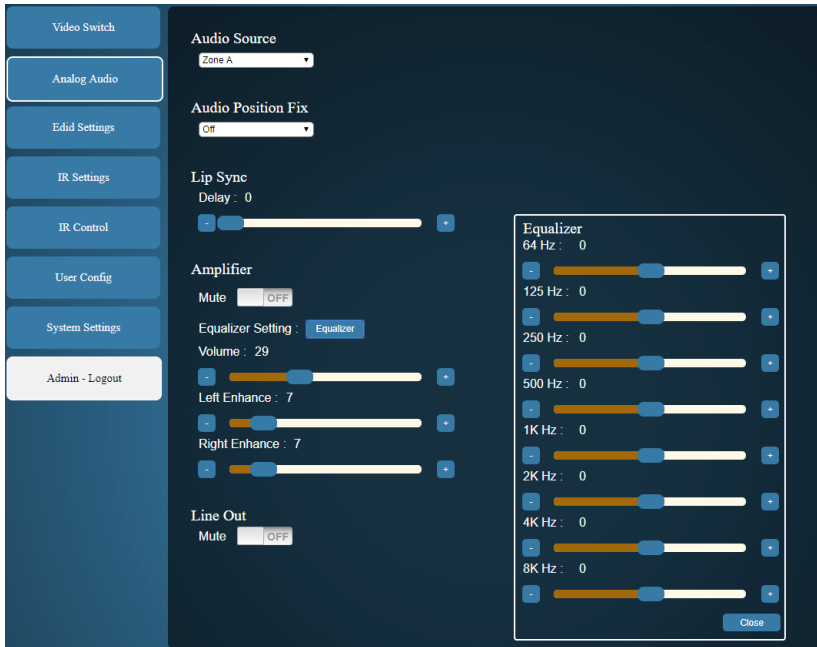 Video Switch
Analog Audio
Edid Settings
IR Settings
IR Control
User Config
System Settings
Admin - Logout
Audio Source
Zone A
Audio Position Fix
Off
Lip Sync
Delay : 0
- +
Amplifier
Mute OFF
Equalizer Setting : Equalizer
Volume : 29
- +
Left Enhance : 7
- +
Right Enhance : 7
- +
Line Out
Mute OFF
Equalizer
64 Hz : 0
- +
125 Hz : 0
- +
250 Hz : 0
- +
500 Hz : 0
- +
1K Hz : 0
- +
2K Hz : 0
- +
4K Hz : 0
- +
8K Hz : 0
- +
Close